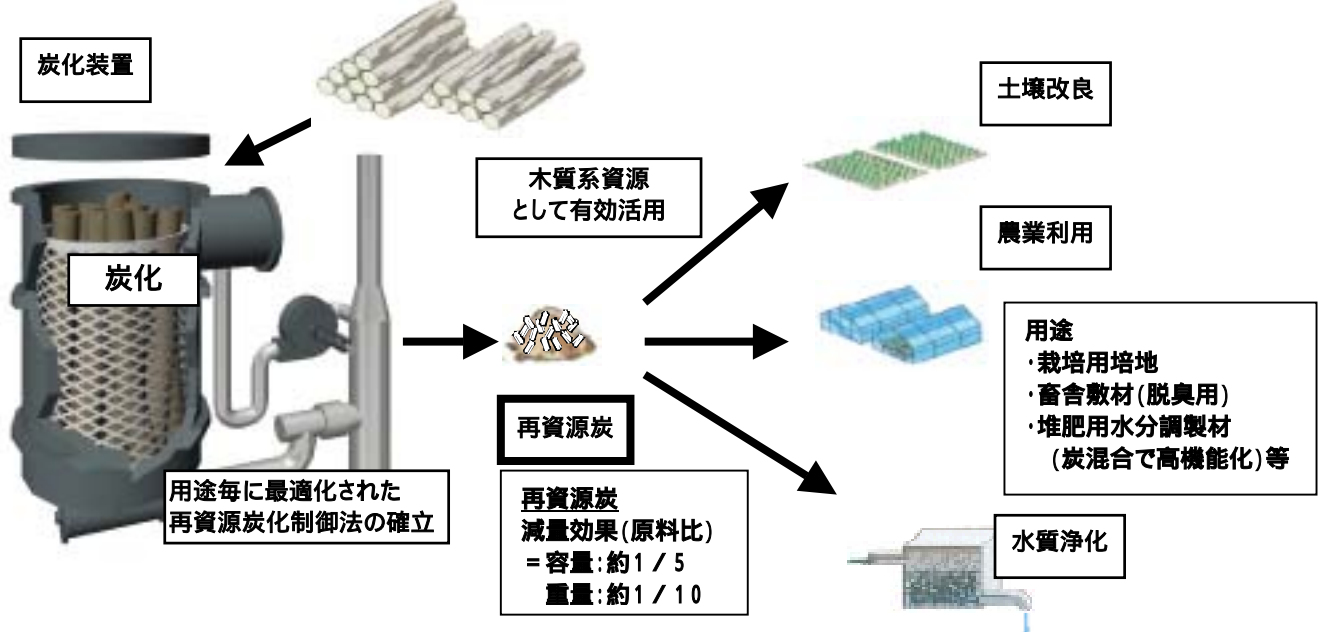 炭化装置
土壌改良
木質系資源
として有効活用
農業利用
炭化
用途
・栽培用培地
・畜舎敷材(脱臭用)
・堆肥用水分調製材
(炭混合で高機能化)等
再資源炭
用途毎に最適化された
再資源炭化制御法の確立
再資源炭
減量効果(原料比)
=容量:約1/5
重量:約1/10
水質浄化